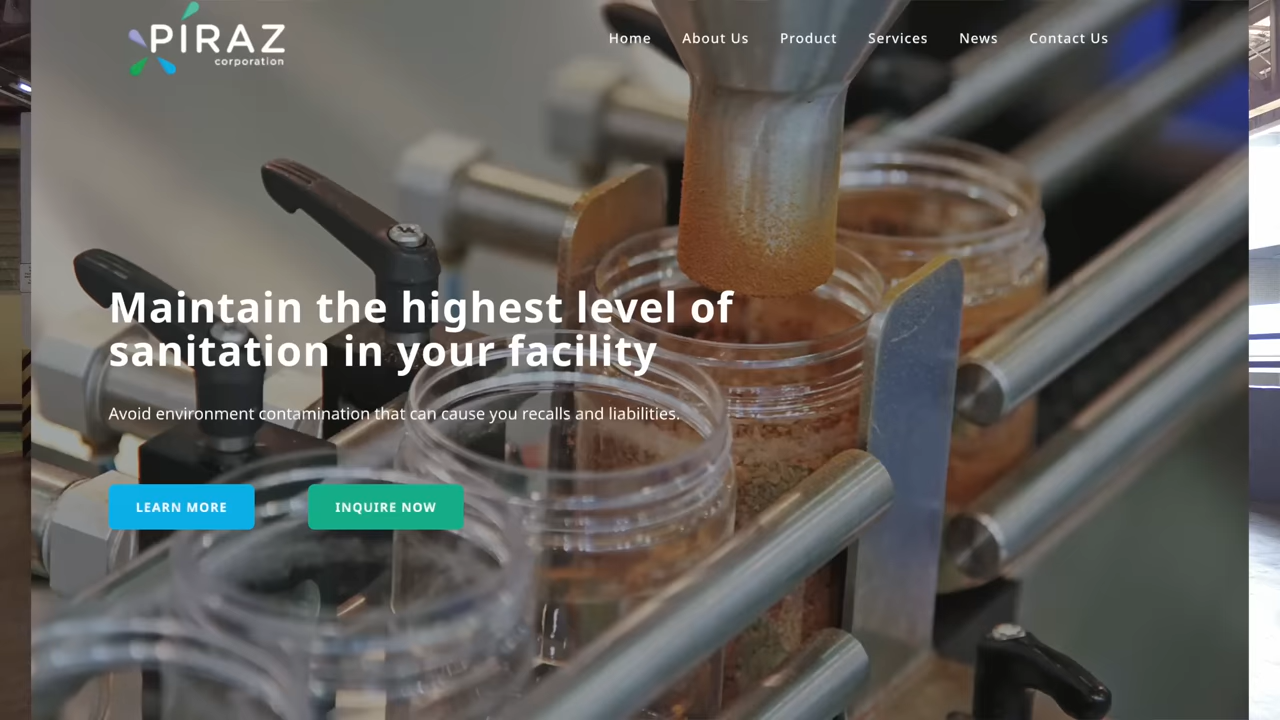 PIRAZ
corporation
Home About Us Product Services News Contact Us
Maintain the highest level of
sanitation in your facility
Avoid environment contamination that can cause you recalls and liabilities.
LEARN MORE INQUIRE NOW